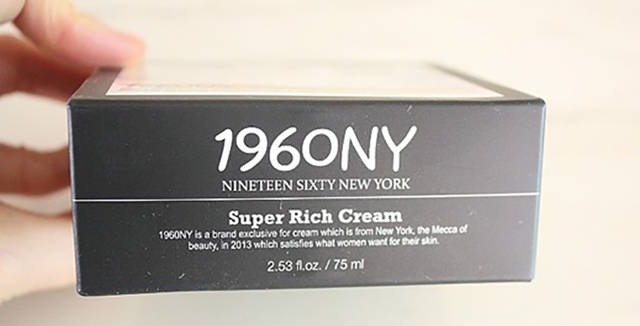 1960NY
NINETEEN SIXTY NEW YORK
Super Rich Cream
1960NY is a brand exclusive for cream which is from New York, the Mecca of
beauty, in 2013 which satisfies what women want for their skin.
2.53 fl.oz. / 75 ml